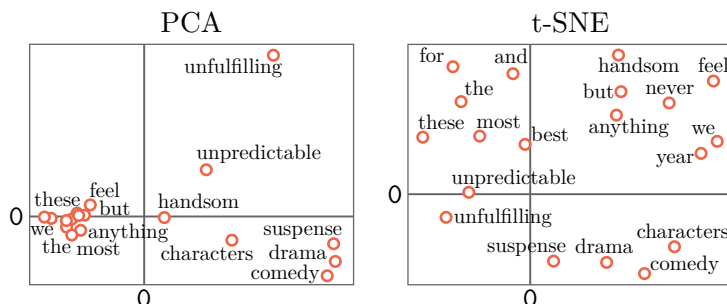 PCA
unfulfilling
unpredictable
these
feel
but
handsom
0
we
anything
the
most
characters
suspense
drama
comedy
0
t-SNE
for
and
handsom
feel
the
but
never
these
most
anything
best
we
year
unpredictable
0
unfulfilling
characters
suspense
drama
comedy
0